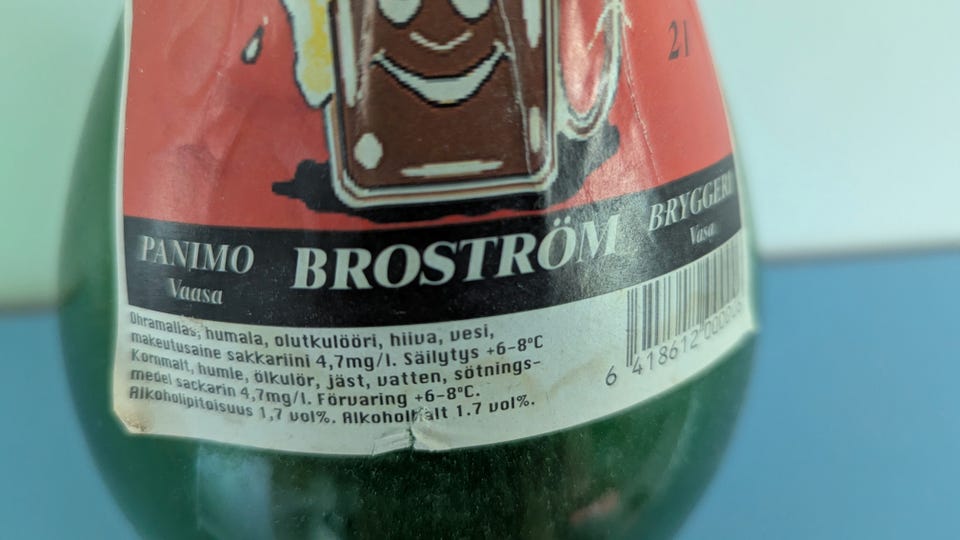 2 l
PANIMO
Vaasa
BROSTRÖM
BRYGGERI
Vasa
Ohramallas, humala, olutkulööri, hiiva, vesi,
makeutusaine sakkariini 4,7mg/l. Säilytys +6-8°C
Kornmalt, humle, ölkulör, jäst, vatten, sötnings-
medel sackarin 4,7mg/l. Förvaring +6-8°C.
Alkoholipitoisuus 1,7 vol%. Alkoholhalt 1.7 vol%.
6 418612